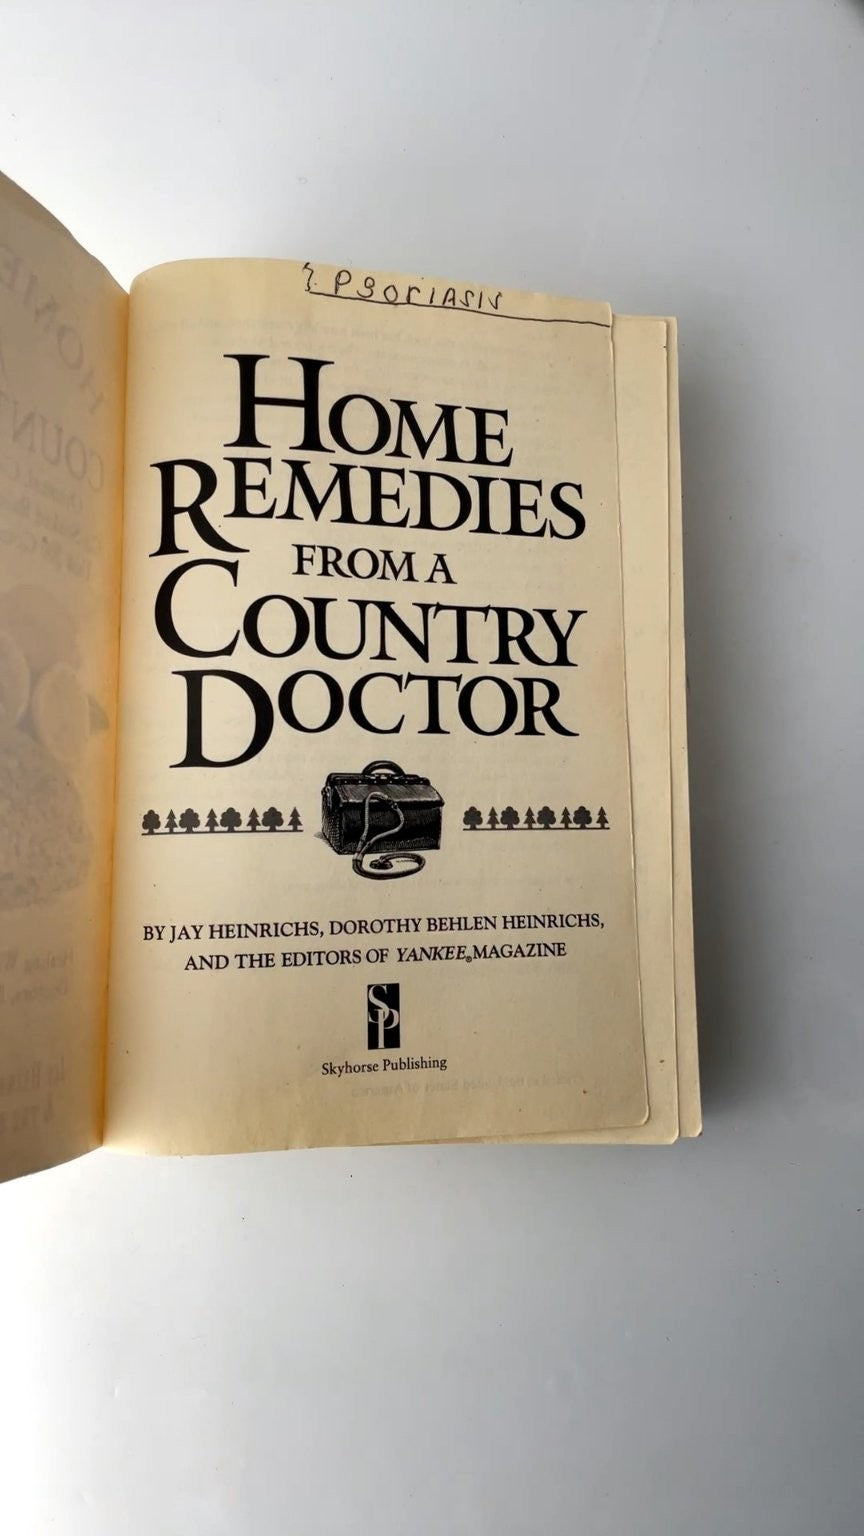 PSORIASIS
HOME
REMEDIES
FROM A
COUNTRY
DOCTOR
BY JAY HEINRICHS, DOROTHY BEHLEN HEINRICHS,
AND THE EDITORS OF YANKEE® MAGAZINE
SP
Skyhorse Publishing